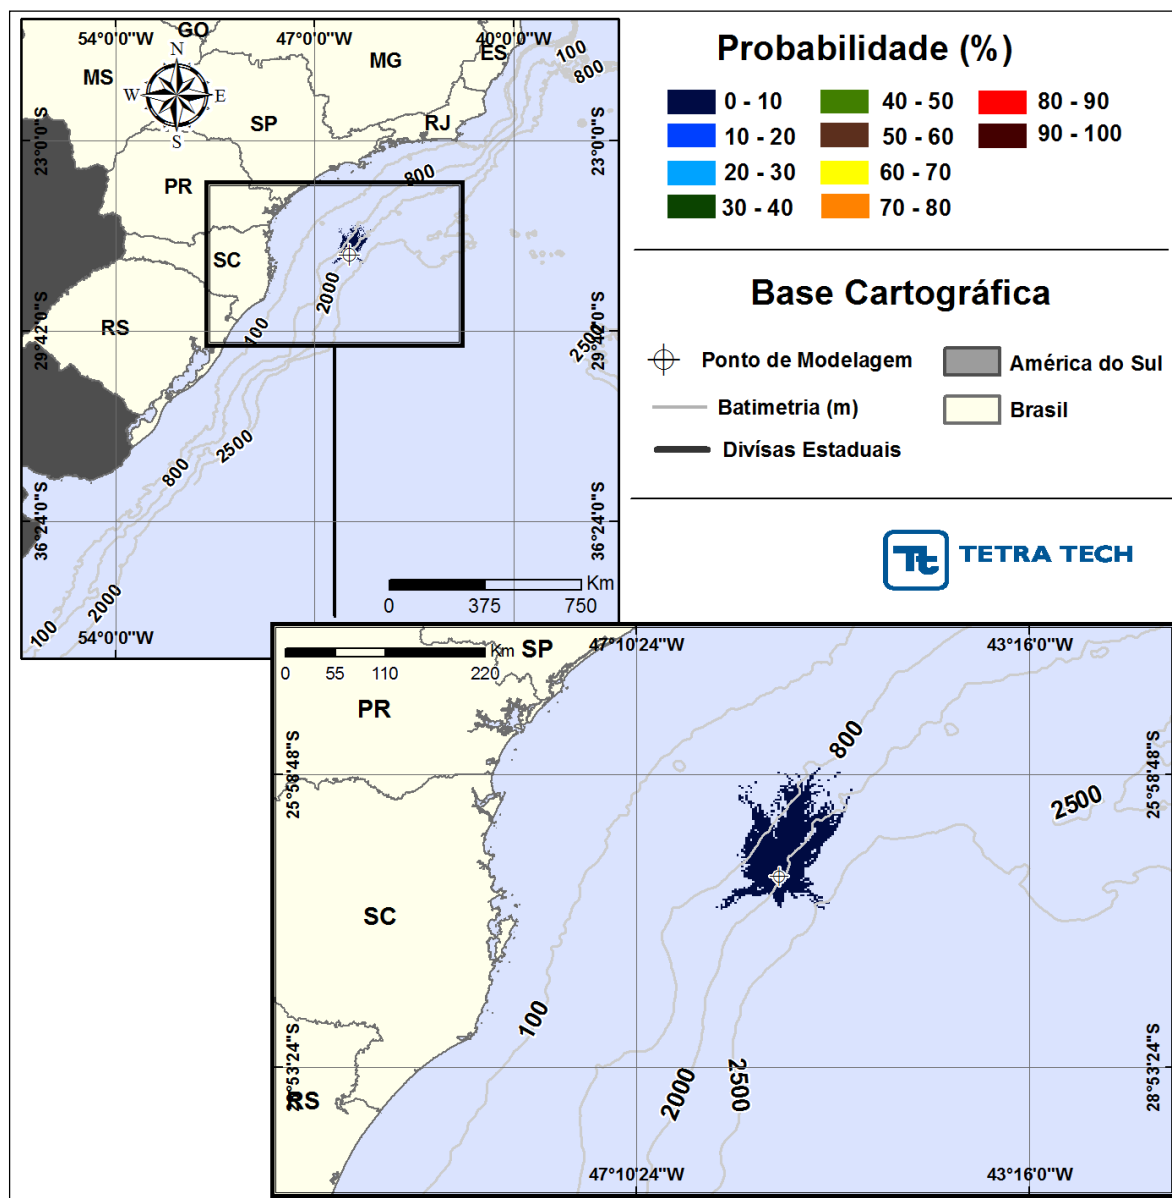 GO
54°0'0"W
47°0'0"W
40°0'0"W
N
W
E
S
MS
MG
ES
100
800
SP
RJ
23°0'0"S
23°0'0"S
PR
800
SC
2000
100
RS
29°42'0"S
29°42'0"S
2500
2500
800
36°24'0"S
36°24'0"S
2000
100
Km
0 375 750
54°0'0"W
Probabilidade (%)
0 - 10
40 - 50
80 - 90
10 - 20
50 - 60
90 - 100
20 - 30
60 - 70
30 - 40
70 - 80
Base Cartográfica
Ponto de Modelagem
América do Sul
Batimetria (m)
Brasil
Divísas Estaduais
Tt TETRA TECH
47°10'24"W
43°16'0"W
Km
0 55 110 220
SP
PR
800
25°58'48"S
25°58'48"S
2500
SC
100
28°53'24"S
28°53'24"S
2000
2500
RS
47°10'24"W
43°16'0"W